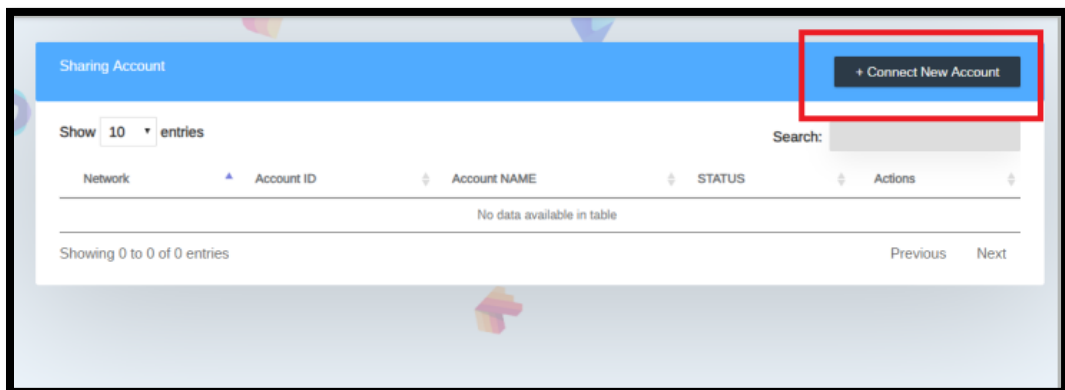 Sharing Account
+ Connect New Account
Show 10 entries
Search:
Network Account ID Account NAME STATUS Actions
No data available in table
Showing 0 to 0 of 0 entries
Previous Next